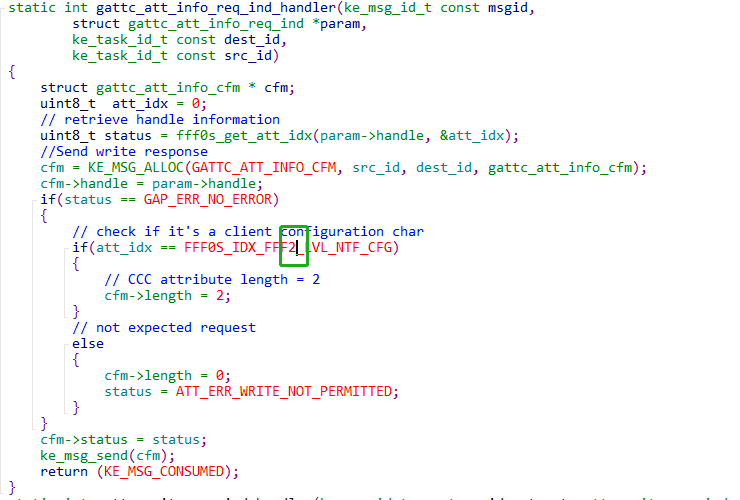 static int gattc_att_info_req_ind_handler(ke_msg_id_t const msgid,
        struct gattc_att_info_req_ind *param,
        ke_task_id_t const dest_id,
        ke_task_id_t const src_id)
{
    struct gattc_att_info_cfm * cfm;
    uint8_t  att_idx = 0;
    // retrieve handle information
    uint8_t status = fff0s_get_att_idx(param->handle, &att_idx);
    //Send write response
    cfm = KE_MSG_ALLOC(GATTC_ATT_INFO_CFM, src_id, dest_id, gattc_att_info_cfm);
    cfm->handle = param->handle;
    if(status == GAP_ERR_NO_ERROR)
    {
        // check if it's a client configuration char
        if(att_idx == FFF0S_IDX_FFF2_LVL_NTF_CFG)
        {
            // CCC attribute length = 2
            cfm->length = 2;
        }
        // not expected request
        else
        {
            cfm->length = 0;
            status = ATT_ERR_WRITE_NOT_PERMITTED;
        }
    }
    cfm->status = status;
    ke_msg_send(cfm);
    return (KE_MSG_CONSUMED);
}